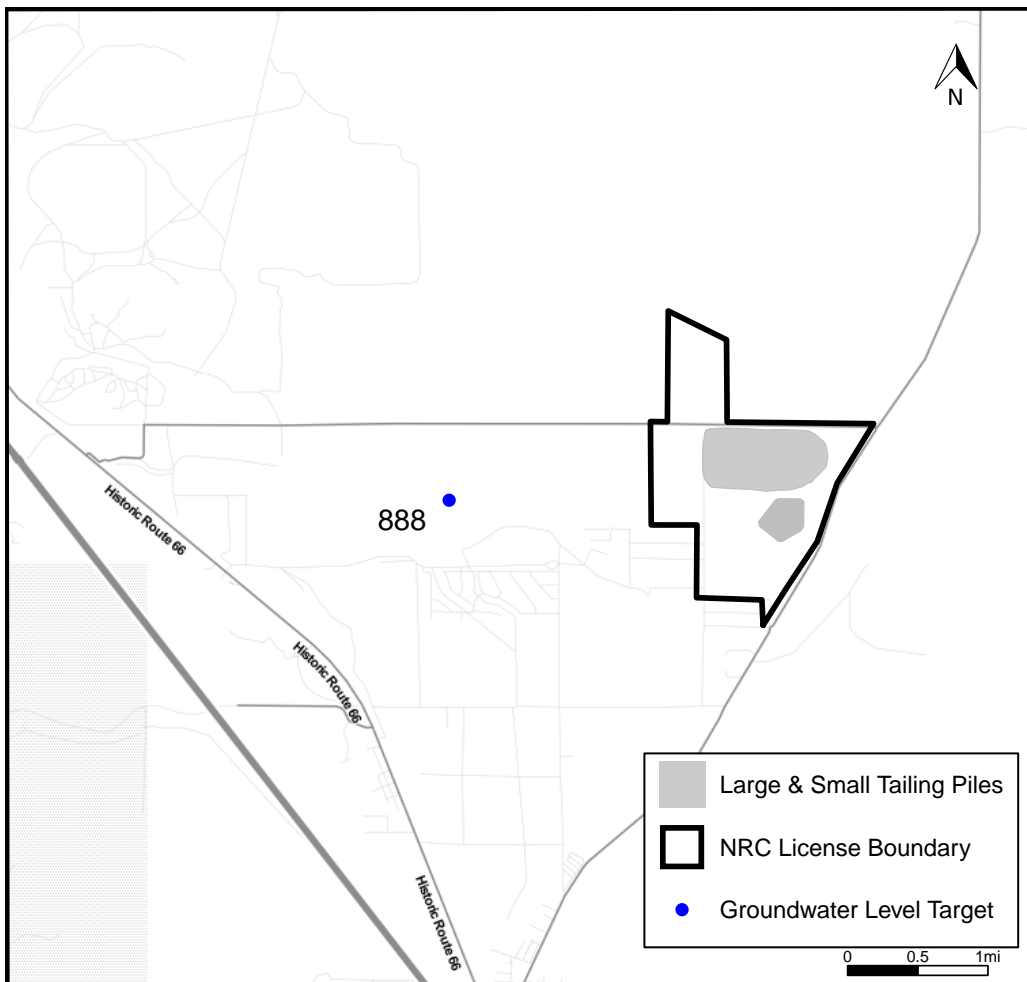 N
888
Historic Route 66
Historic Route 66
Historic Route 66
Large & Small Tailing Piles
NRC License Boundary
Groundwater Level Target
0 0.5 1mi